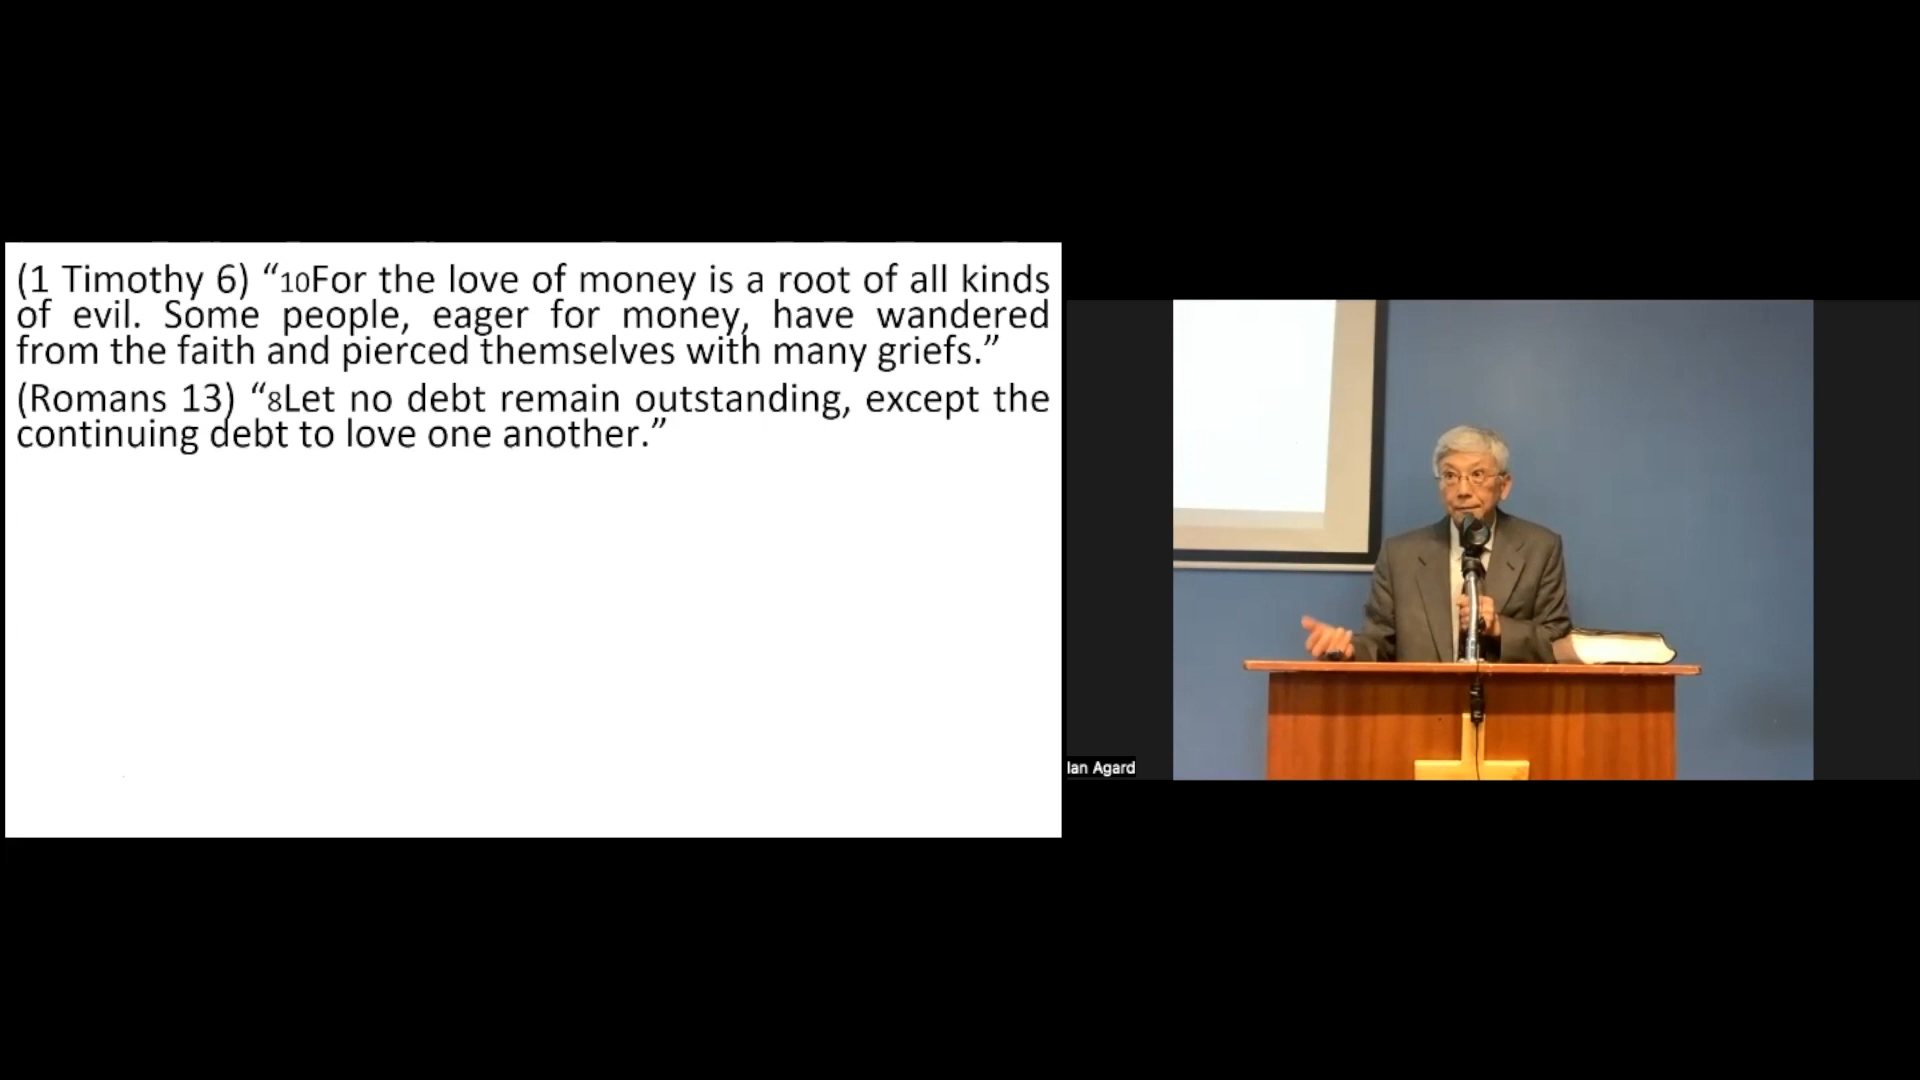 (1 Timothy 6) “10For the love of money is a root of all kinds
of evil. Some people, eager for money, have wandered
from the faith and pierced themselves with many griefs.”
(Romans 13) “8Let no debt remain outstanding, except the
continuing debt to love one another.”
Ian Agard